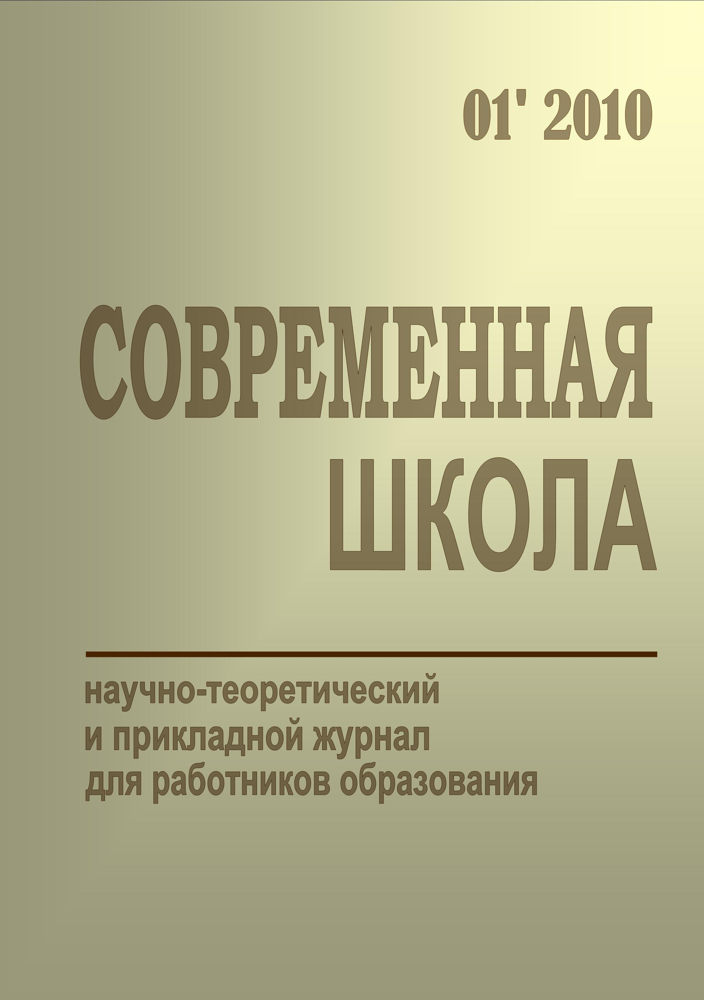 01' 2010
СОВРЕМЕННАЯ
ШКОЛА
научно-теоретический
и прикладной журнал
для работников образования